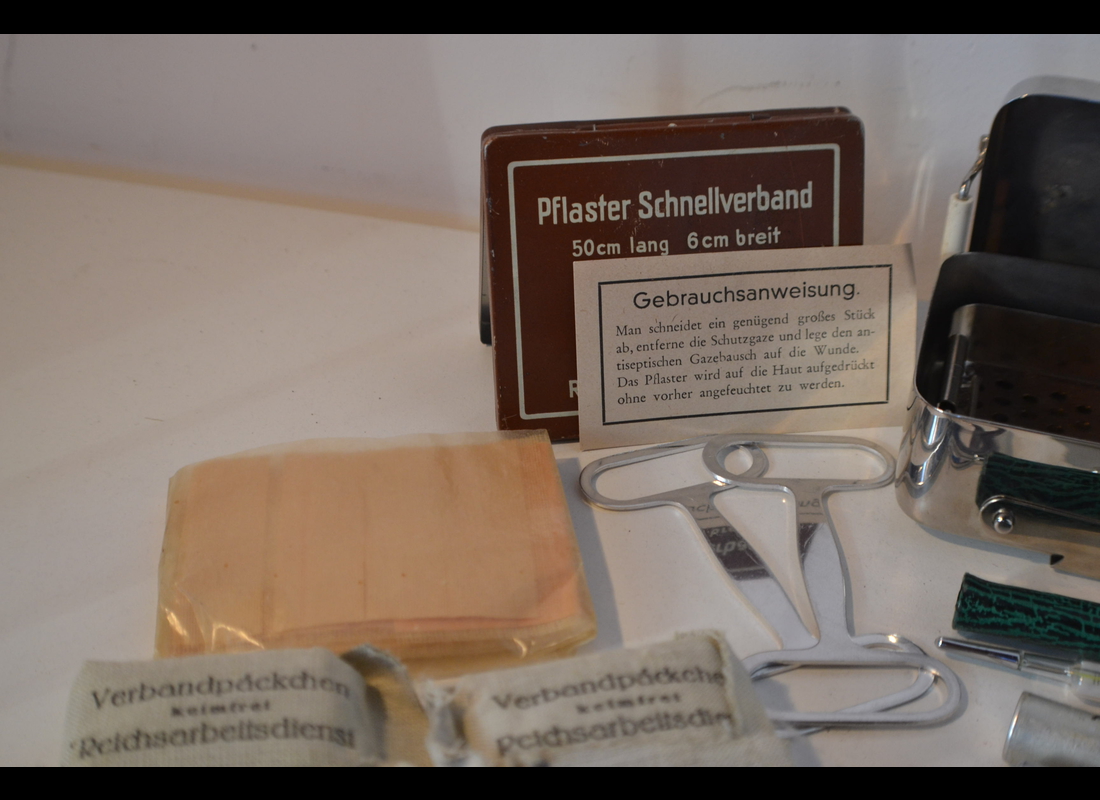 Pflaster Schnellverband
50cm lang 6cm breit
R
Gebrauchsanweisung.
Man schneidet ein genügend großes Stück
ab, entferne die Schutzgaze und lege den an-
tiseptischen Gazebausch auf die Wunde.
Das Pflaster wird auf die Haut aufgedrückt
ohne vorher angefeuchtet zu werden.
Verbandpäckchen
keimfrei
Reichsarbeitsdienst
Verbandpäckche
keimfrei
Reichsarbeitsdie